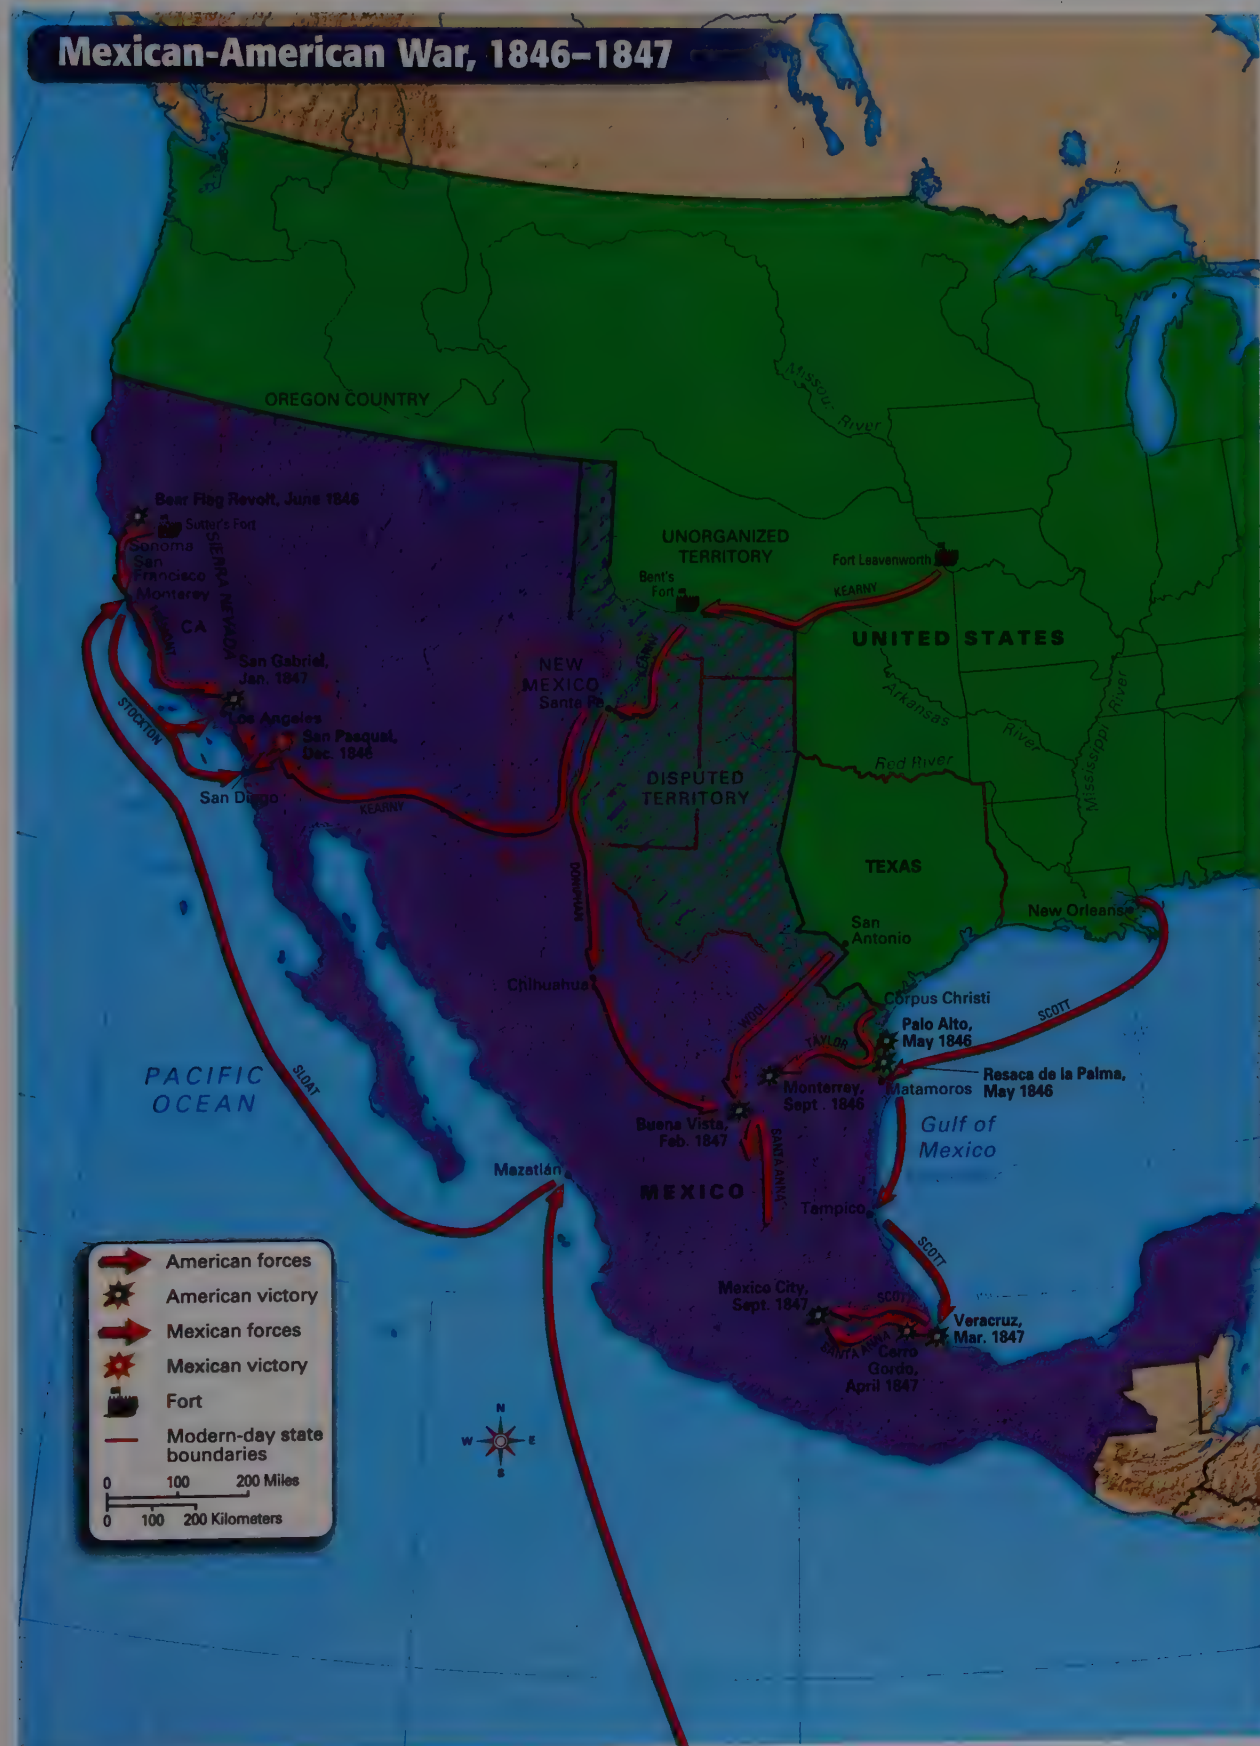 Mexican-American War, 1846–1847
OREGON COUNTRY
Missouri River
Bear Flag Revolt, June 1846
Sutter's Fort
Sonoma
San
Francisco
Monterey
SIERRA NEVADA
CA
FREMONT
UNORGANIZED
TERRITORY
Fort Leavenworth
Bent's
Fort
KEARNY
UNITED STATES
KEARNY
NEW
MEXICO
Santa Fe
San Gabriel,
Jan. 1847
Los Angeles
San Pasqual,
Dec. 1846
STOCKTON
San Diego
KEARNY
Arkansas
River
Mississippi River
Red River
DISPUTED
TERRITORY
TEXAS
DONIPHAN
San
Antonio
New Orleans
Chihuahua
Corpus Christi
SCOTT
WOOL
TAYLOR
Palo Alto,
May 1846
Resaca de la Palma,
May 1846
Matamoros
Monterrey,
Sept. 1846
PACIFIC
OCEAN
SLOAT
Buena Vista,
Feb. 1847
Gulf of
Mexico
SANTA ANNA
Mazatlán
MEXICO
Tampico
SCOTT
Mexico City,
Sept. 1847
SCOTT
SANTA ANNA
Veracruz,
Mar. 1847
Cerro
Gordo,
April 1847
American forces
American victory
Mexican forces
Mexican victory
Fort
Modern-day state
boundaries
0 100 200 Miles
0 100 200 Kilometers
N
W E
S